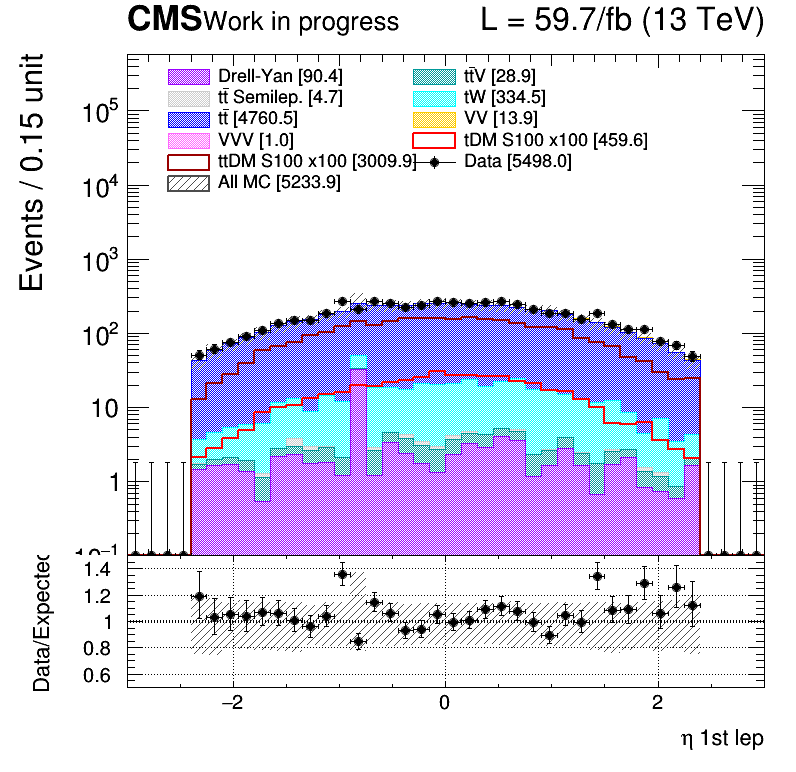 CMS Work in progress L = 59.7/fb (13 TeV)
Events / 0.15 unit
Drell-Yan [90.4] tt̄V [28.9]
tt̄ Semilep. [4.7] tW [334.5]
tt̄ [4760.5] VV [13.9]
VVV [1.0] tDM S100 x100 [459.6]
ttDM S100 x100 [3009.9] Data [5498.0]
All MC [5233.9]
10⁵
10⁴
10³
10²
10
1
10⁻¹
Data/Expected
1.4
1.2
1
0.8
0.6
−2 0 2
η 1st lep